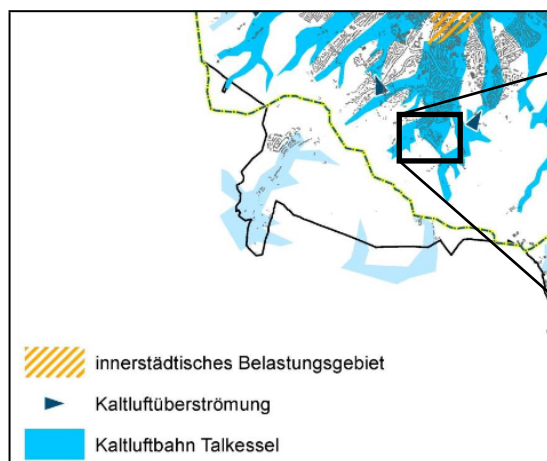 innerstädtisches Belastungsgebiet
Kaltluftüberströmung
Kaltluftbahn Talkessel